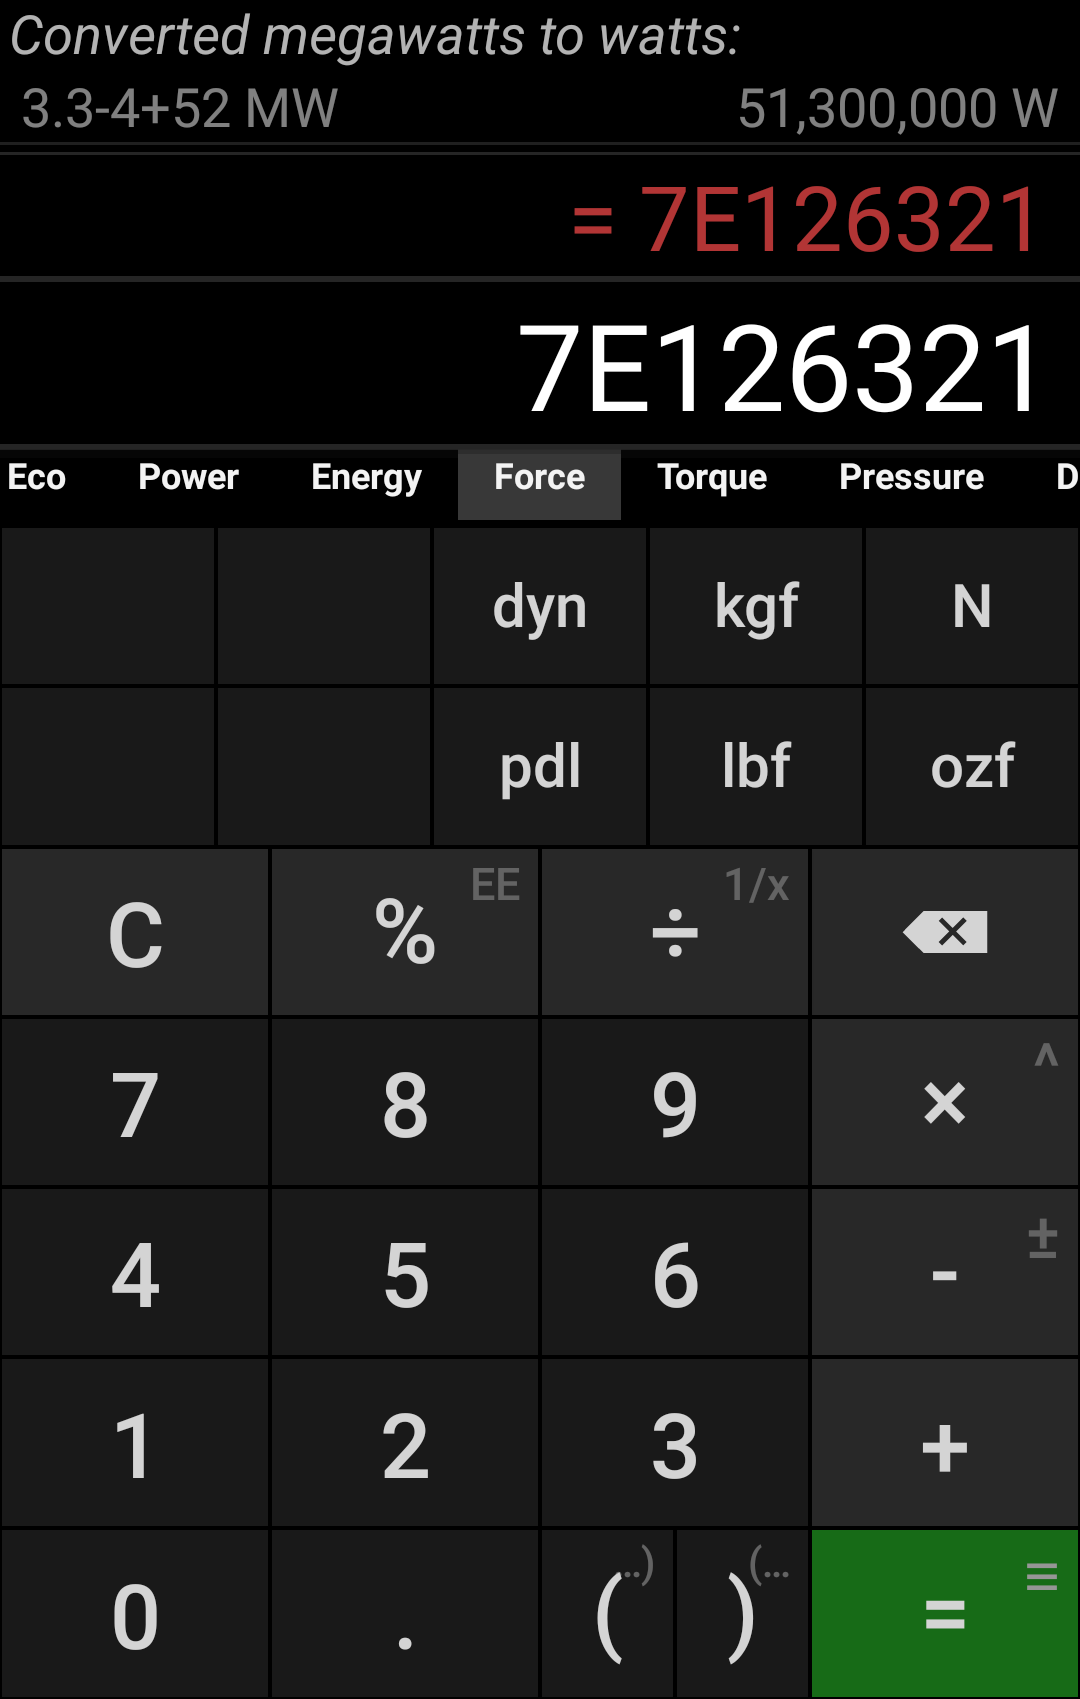 Converted megawatts to watts:
3.3-4+52 MW 51,300,000 W
= 7E126321
7E126321
Eco Power Energy Force Torque Pressure D
dyn kgf N
pdl lbf ozf
C % EE ÷ 1/x
7 8 9 × ^
4 5 6 - ±
1 2 3 +
0 . ( ..) ) (... = ≡